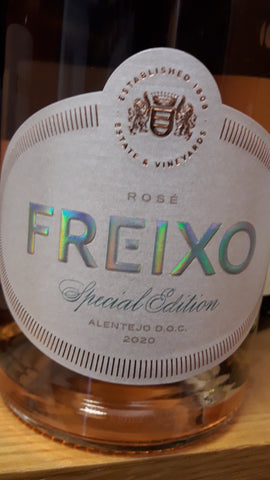 ESTABLISHED 1808
ESTATE & VINEYARDS
ROSÉ
FREIXO
Special Edition
ALENTEJO D.O.C.
2020